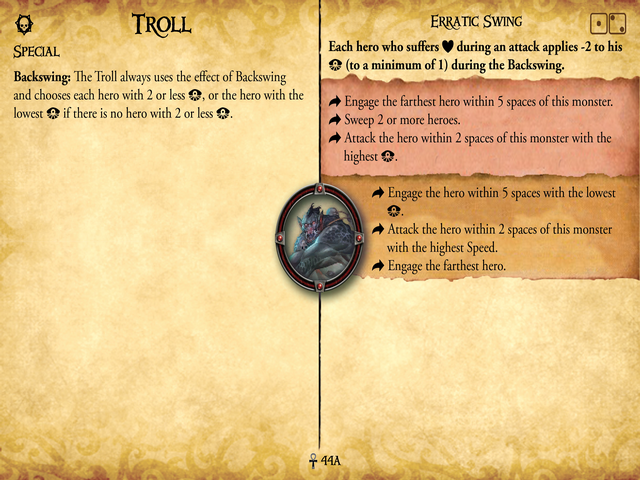 TROLL
SPECIAL
Backswing: The Troll always uses the effect of Backswing
and chooses each hero with 2 or less , or the hero with the
lowest if there is no hero with 2 or less .
ERRATIC SWING
Each hero who suffers ♥ during an attack applies -2 to his
(to a minimum of 1) during the Backswing.
Engage the farthest hero within 5 spaces of this monster.
Sweep 2 or more heroes.
Attack the hero within 2 spaces of this monster with the
highest .
Engage the hero within 5 spaces with the lowest
.
Attack the hero within 2 spaces of this monster
with the highest Speed.
Engage the farthest hero.
44A